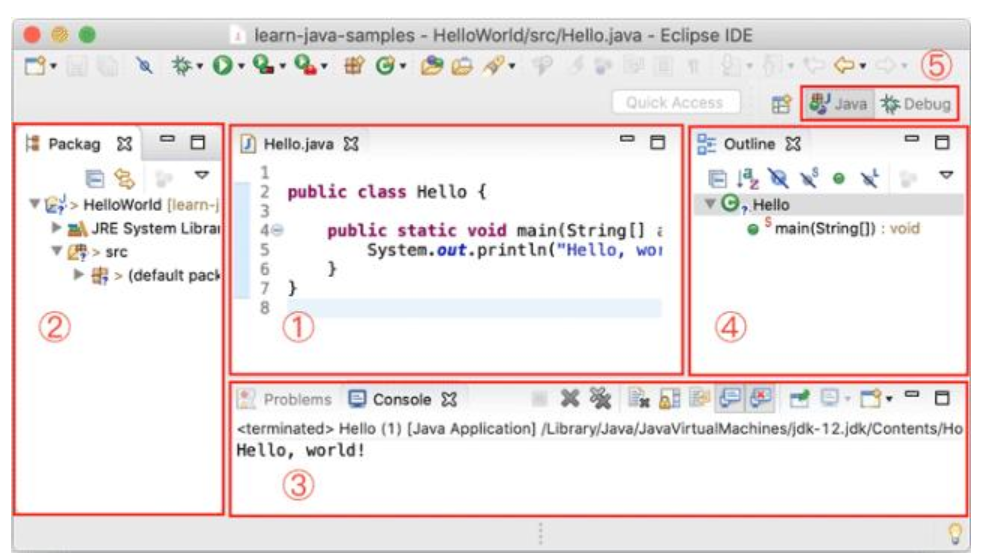 learn-java-samples - HelloWorld/src/Hello.java - Eclipse IDE
⑤
Quick Access
Java Debug
Packag
> HelloWorld [learn-j
JRE System Librar
> src
> (default pack
②
Hello.java
1
2 public class Hello {
3
4 public static void main(String[] a
5 System.out.println("Hello, wor
6 }
7 }
8
①
Outline
Hello
S main(String[]) : void
④
Problems Console
<terminated> Hello (1) [Java Application] /Library/Java/JavaVirtualMachines/jdk-12.jdk/Contents/Ho
Hello, world!
③